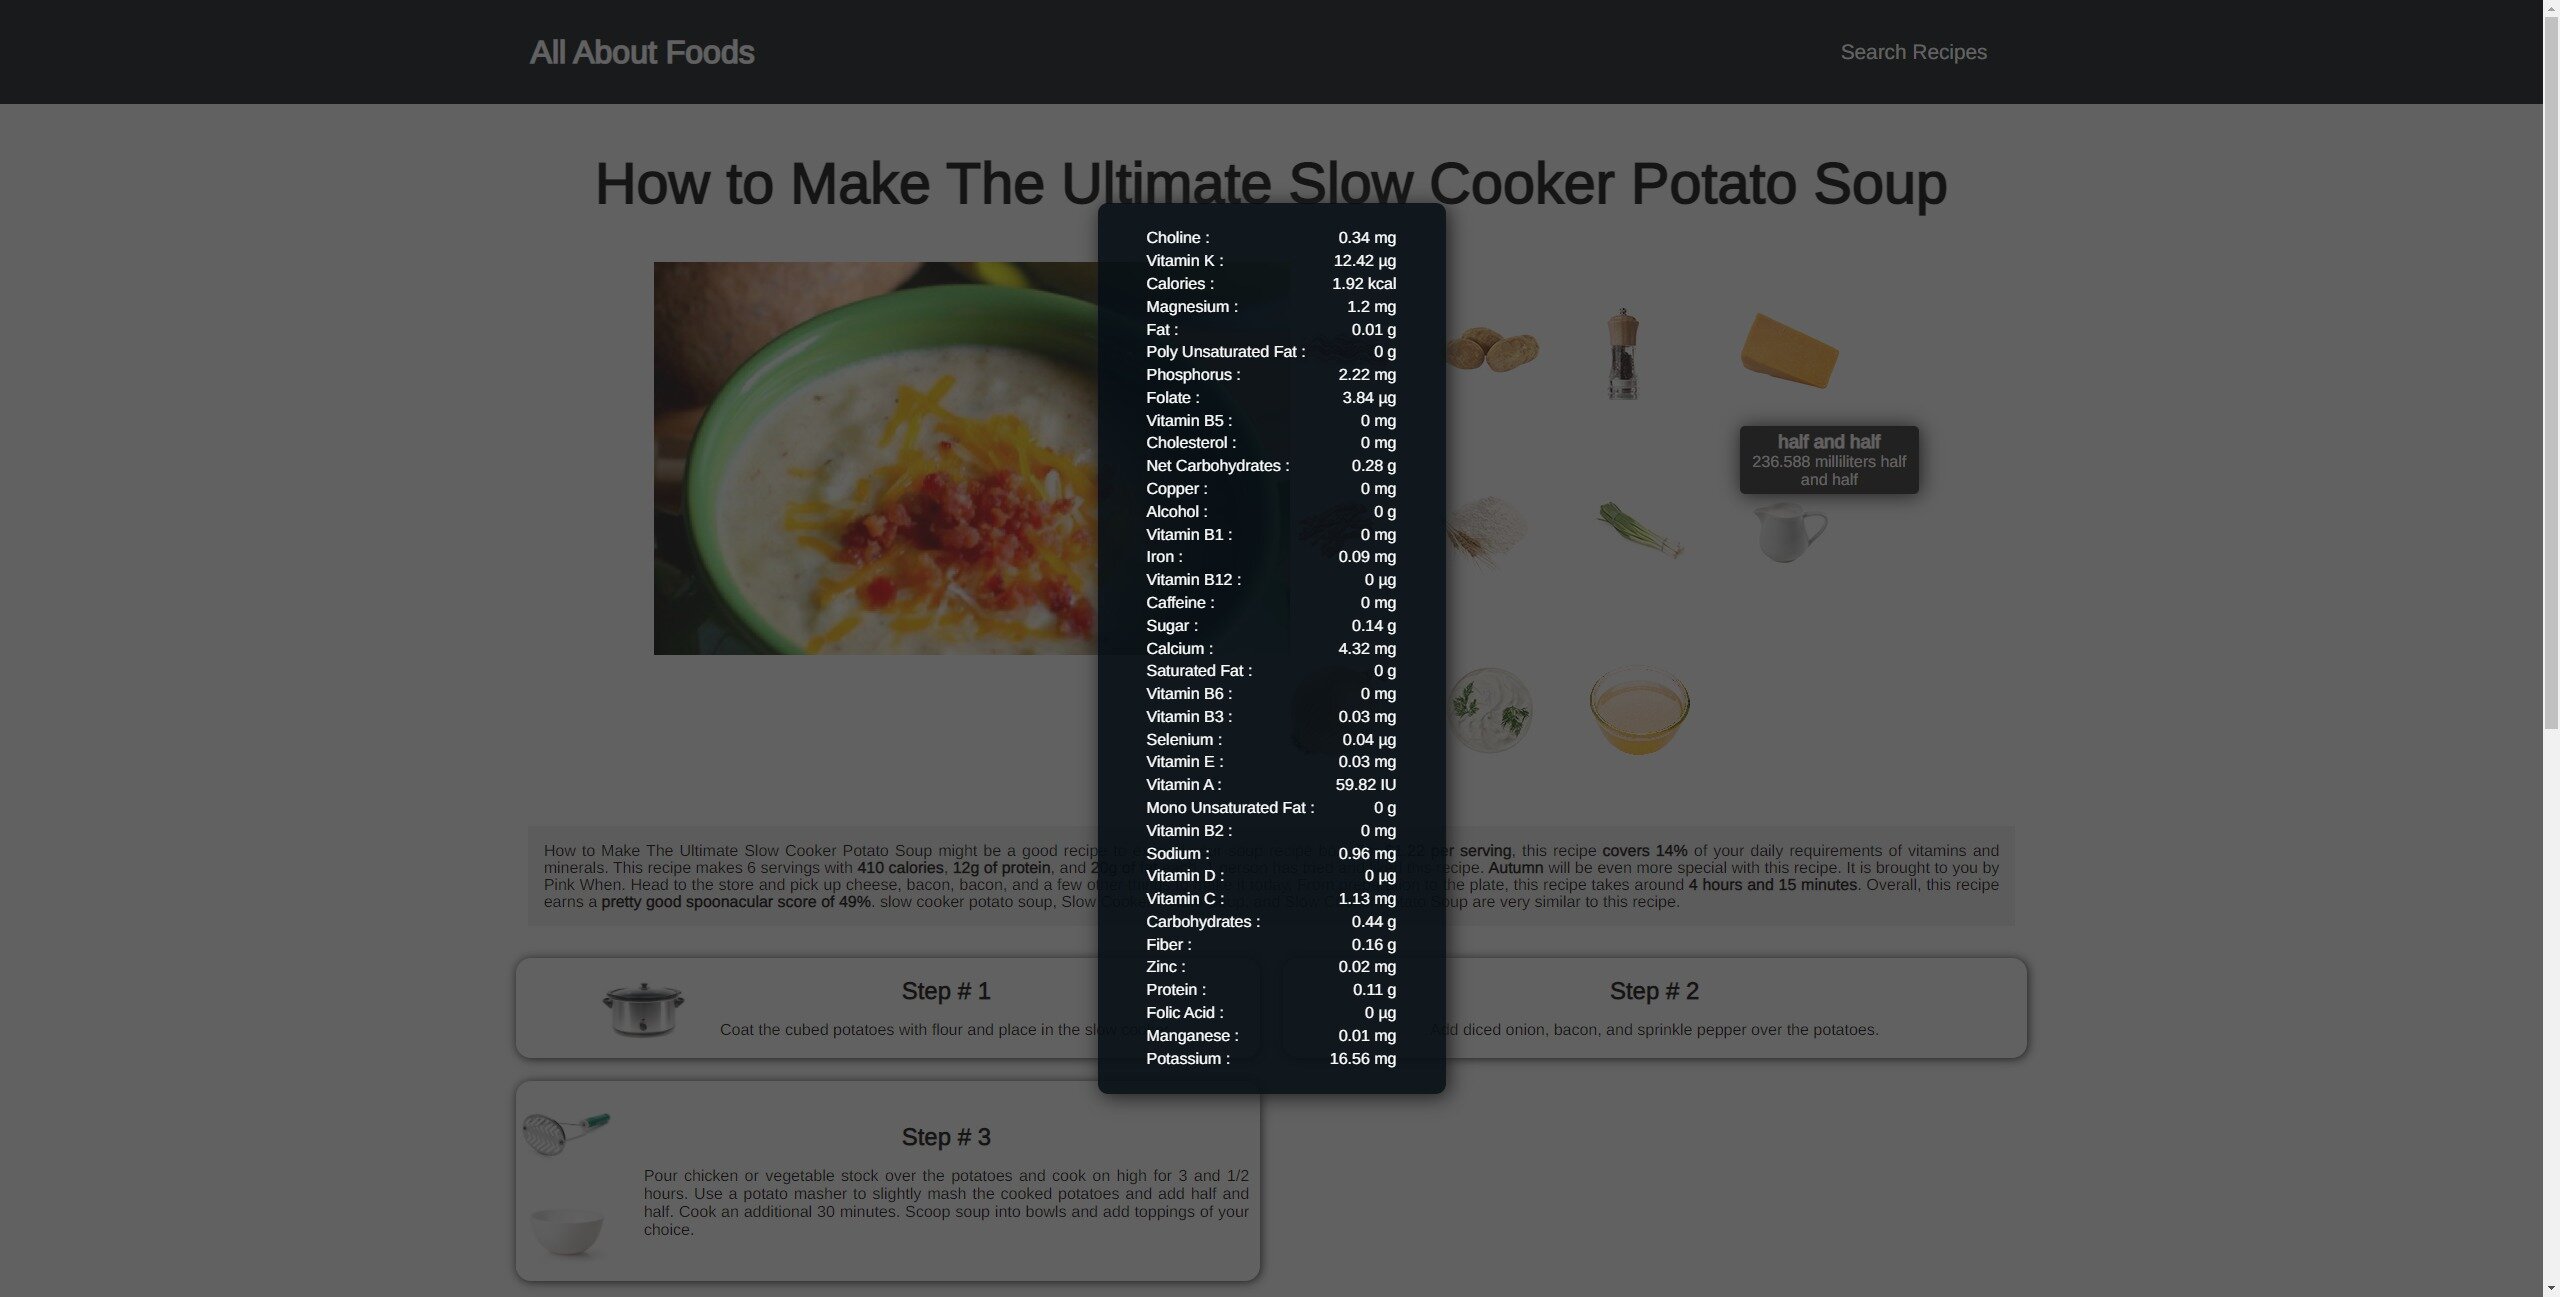 All About Foods
Search Recipes
How to Make The Ultimate Slow Cooker Potato Soup
Choline : 0.34 mg
Vitamin K : 12.42 µg
Calories : 1.92 kcal
Magnesium : 1.2 mg
Fat : 0.01 g
Poly Unsaturated Fat : 0 g
Phosphorus : 2.22 mg
Folate : 3.84 µg
Vitamin B5 : 0 mg
Cholesterol : 0 mg
Net Carbohydrates : 0.28 g
Copper : 0 mg
Alcohol : 0 g
Vitamin B1 : 0 mg
Iron : 0.09 mg
Vitamin B12 : 0 µg
Caffeine : 0 mg
Sugar : 0.14 g
Calcium : 4.32 mg
Saturated Fat : 0 g
Vitamin B6 : 0 mg
Vitamin B3 : 0.03 mg
Selenium : 0.04 µg
Vitamin E : 0.03 mg
Vitamin A : 59.82 IU
Mono Unsaturated Fat : 0 g
Vitamin B2 : 0 mg
Sodium : 0.96 mg
Vitamin D : 0 µg
Vitamin C : 1.13 mg
Carbohydrates : 0.44 g
Fiber : 0.16 g
Zinc : 0.02 mg
Protein : 0.11 g
Folic Acid : 0 µg
Manganese : 0.01 mg
Potassium : 16.56 mg
half and half
236.588 milliliters half
and half
How to Make The Ultimate Slow Cooker Potato Soup might be a good recipe to soup recipe per serving, this recipe covers 14% of your daily requirements of vitamins and
minerals. This recipe makes 6 servings with 410 calories, 12g of protein, and 20g of this recipe. Autumn will be even more special with this recipe. It is brought to you by
Pink When. Head to the store and pick up cheese, bacon, bacon, and a few other it today. From to the plate, this recipe takes around 4 hours and 15 minutes. Overall, this recipe
earns a pretty good spoonacular score of 49%. slow cooker potato soup, Slow Cooker and Slow Potato Soup are very similar to this recipe.
Step # 1
Coat the cubed potatoes with flour and place in the slow
Step # 2
Add diced onion, bacon, and sprinkle pepper over the potatoes.
Step # 3
Pour chicken or vegetable stock over the potatoes and cook on high for 3 and 1/2
hours. Use a potato masher to slightly mash the cooked potatoes and add half and
half. Cook an additional 30 minutes. Scoop soup into bowls and add toppings of your
choice.